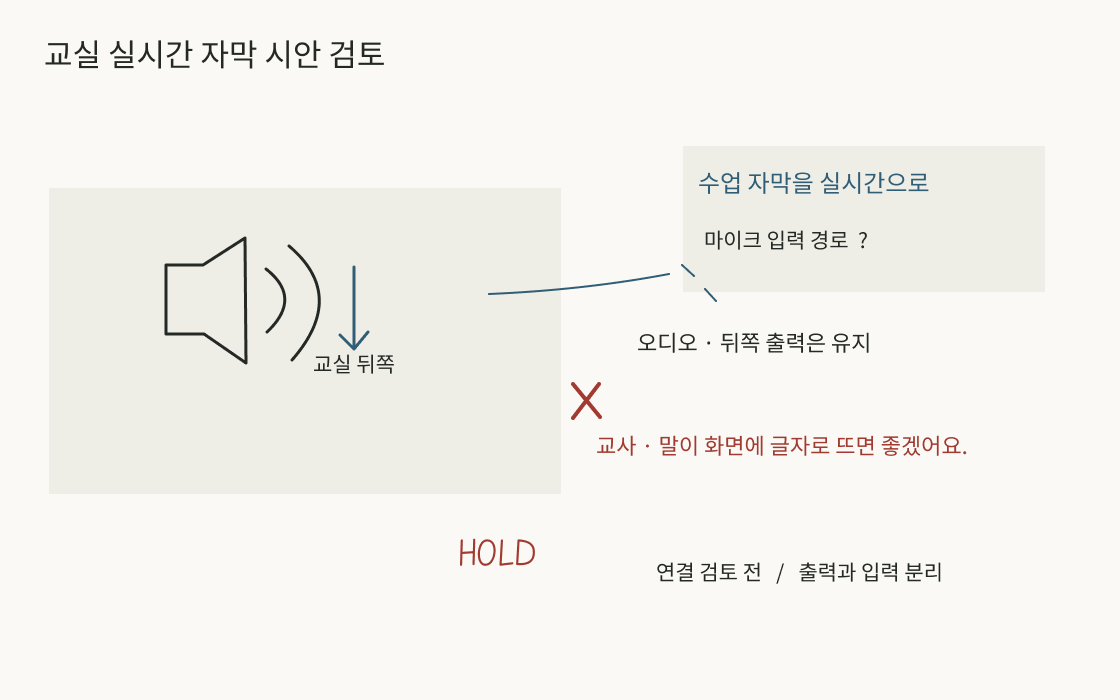 교실 실시간 자막 시안 검토
수업 자막을 실시간으로
마이크 입력 경로 ?
오디오 · 뒤쪽 출력은 유지
교실 뒤쪽
교사 · 말이 화면에 글자로 뜨면 좋겠어요.
HOLD
연결 검토 전 / 출력과 입력 분리